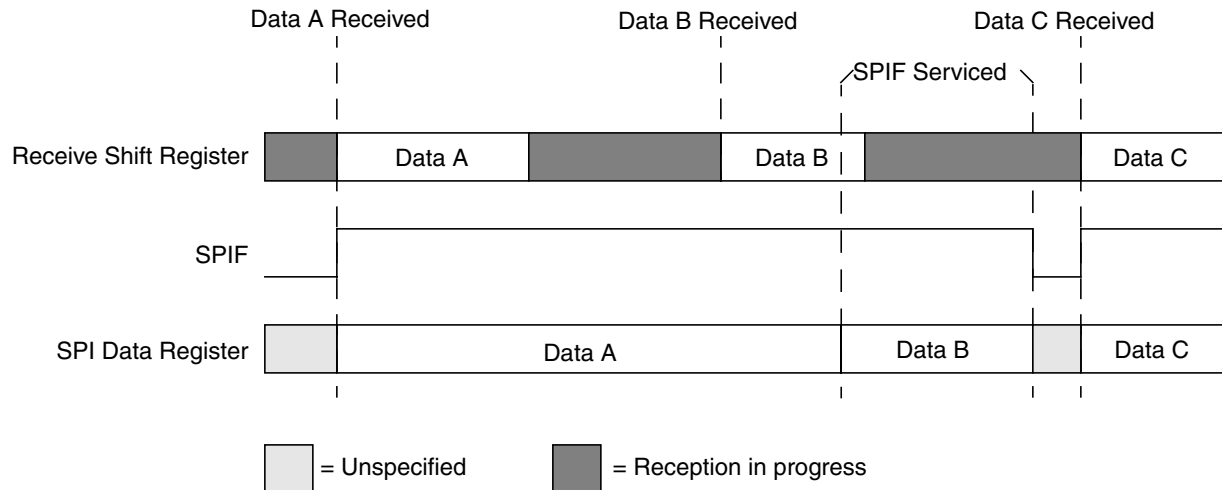 Data A Received
Data B Received
Data C Received
SPIF Serviced
Receive Shift Register
Data A
Data B
Data C
SPIF
SPI Data Register
Data A
Data B
Data C
= Unspecified
= Reception in progress